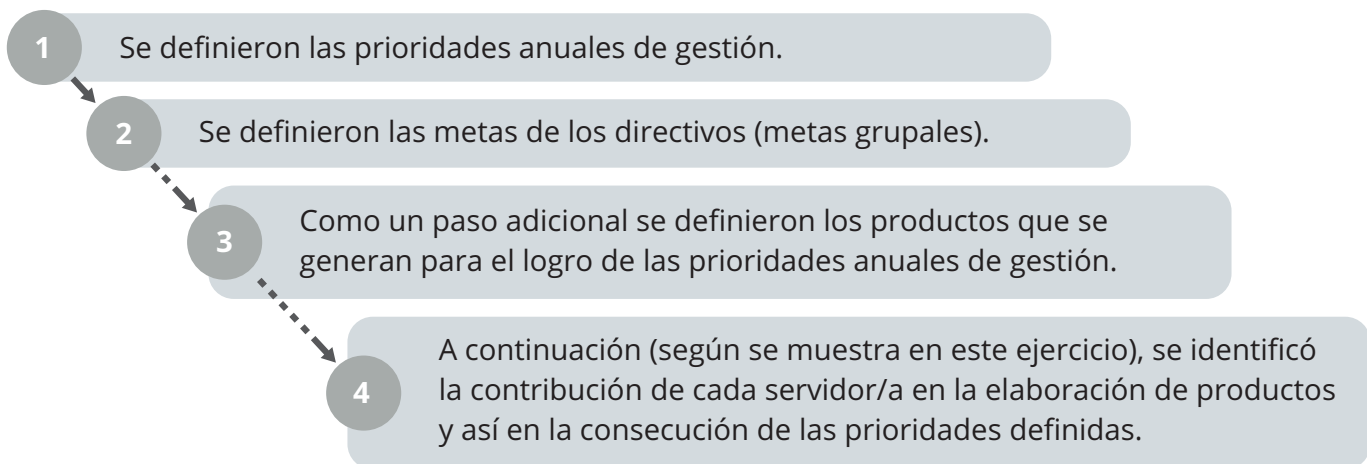 1
Se definieron las prioridades anuales de gestión.
2
Se definieron las metas de los directivos (metas grupales).
3
Como un paso adicional se definieron los productos que se
generan para el logro de las prioridades anuales de gestión.
4
A continuación (según se muestra en este ejercicio), se identificó
la contribución de cada servidor/a en la elaboración de productos
y así en la consecución de las prioridades definidas.